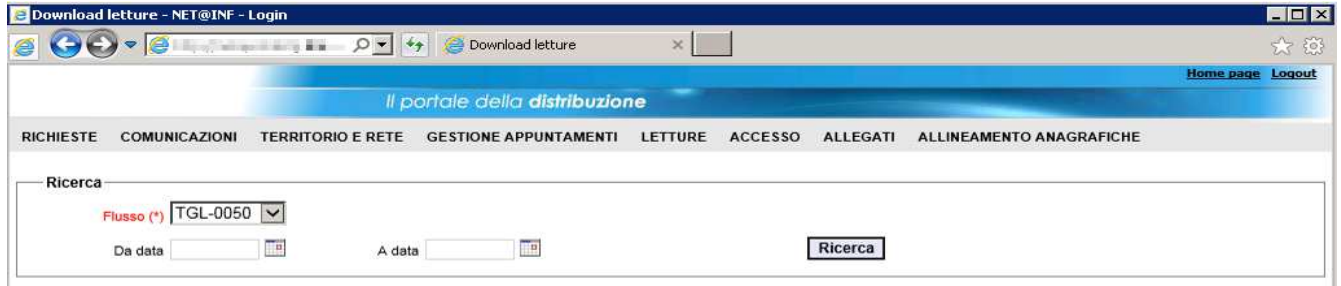 Download letture - NET@INF - Login
Download letture
Home page Logout
Il portale della distribuzione
RICHIESTE COMUNICAZIONI TERRITORIO E RETE GESTIONE APPUNTAMENTI LETTURE ACCESSO ALLEGATI ALLINEAMENTO ANAGRAFICHE
Ricerca
Flusso (*) TGL-0050
Da data A data Ricerca